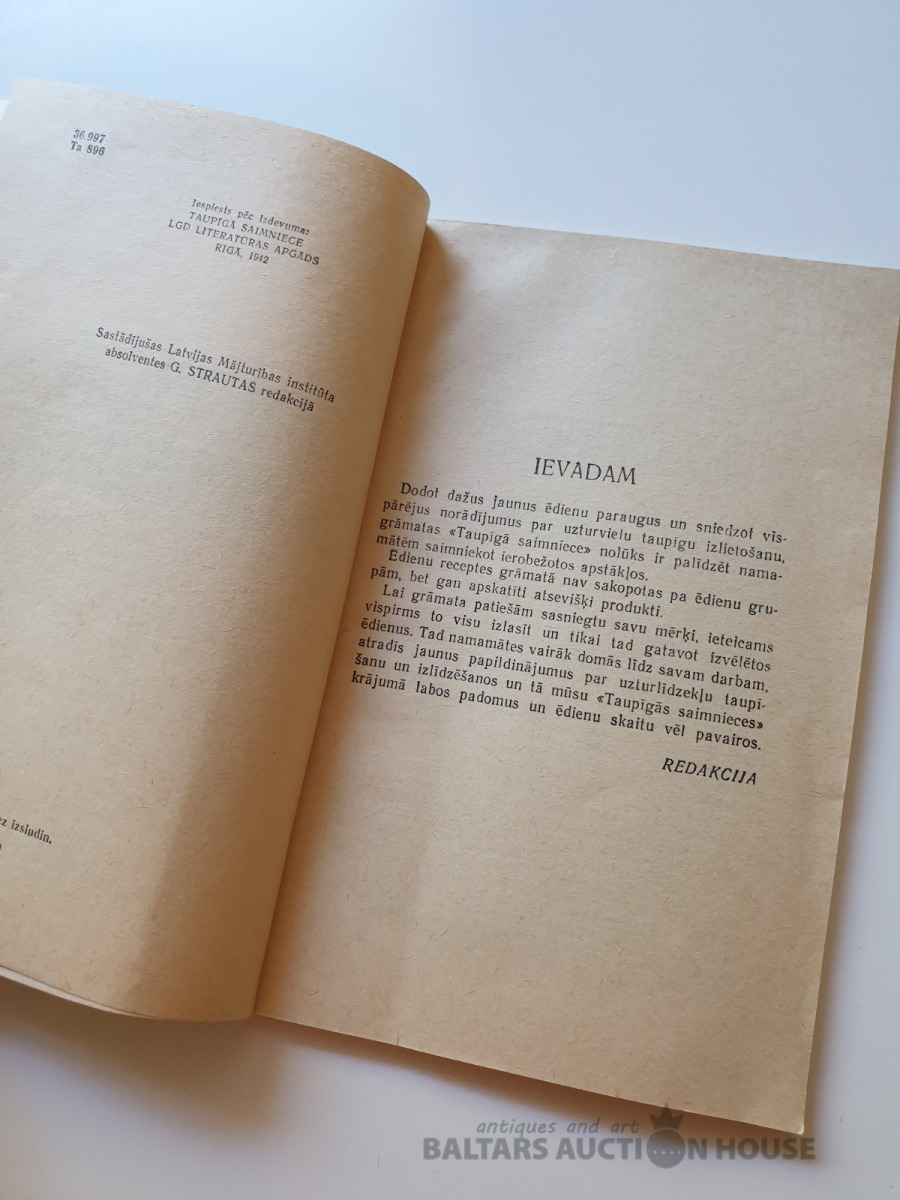 36.997
Ta 896
Iespiests pēc izdevuma:
TAUPĪGĀ SAIMNIECE
LGD LITERATŪRAS APGĀDS
RĪGĀ, 1942
Sastādījušas Latvijas Mājturības institūta
absolventes G. STRAUTAS redakcijā
izsludin.
IEVADAM
Dodot dažus jaunus ēdienu paraugus un sniedzot vis-
pārējus norādījumus par uzturvielu taupīgu izlietošanu,
grāmatas «Taupīgā saimniece» nolūks ir palīdzēt nama-
mātēm saimniekot ierobežotos apstākļos.
Ēdienu receptes grāmatā nav sakopotas pa ēdienu gru-
pām, bet gan apskatīti atsevišķi produkti.
Lai grāmata patiešām sasniegtu savu mērķi, ieteicams
vispirms to visu izlasīt un tikai tad gatavot izvēlētos
ēdienus. Tad namamātes vairāk domās līdz savam darbam,
atradīs jaunus papildinājumus par uzturlīdzekļu taupī-
šanu un izlīdzēšanos un tā mūsu «Taupīgās saimnieces»
krājumā labos padomus un ēdienu skaitu vēl pavairos.
REDAKCIJA
antiques and art
BALTARS AUCTION HOUSE